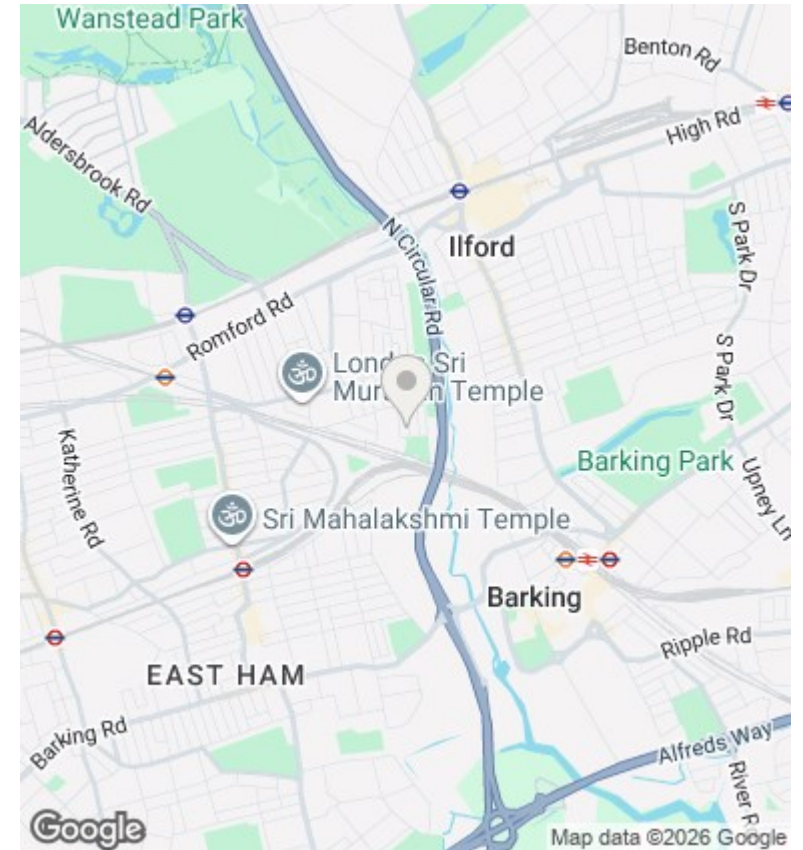 Wanstead Park
Benton Rd
Aldersbrook Rd
High Rd
N Circular Rd
Ilford
S Park Dr
Romford Rd
London Sri
Temple
S Park Dr
Katherine Rd
Barking Park
Upney Ln
Sri Mahalakshmi Temple
Barking
Ripple Rd
EAST HAM
Barking Rd
Alfreds Way
River
Google
Map data ©2026 Google